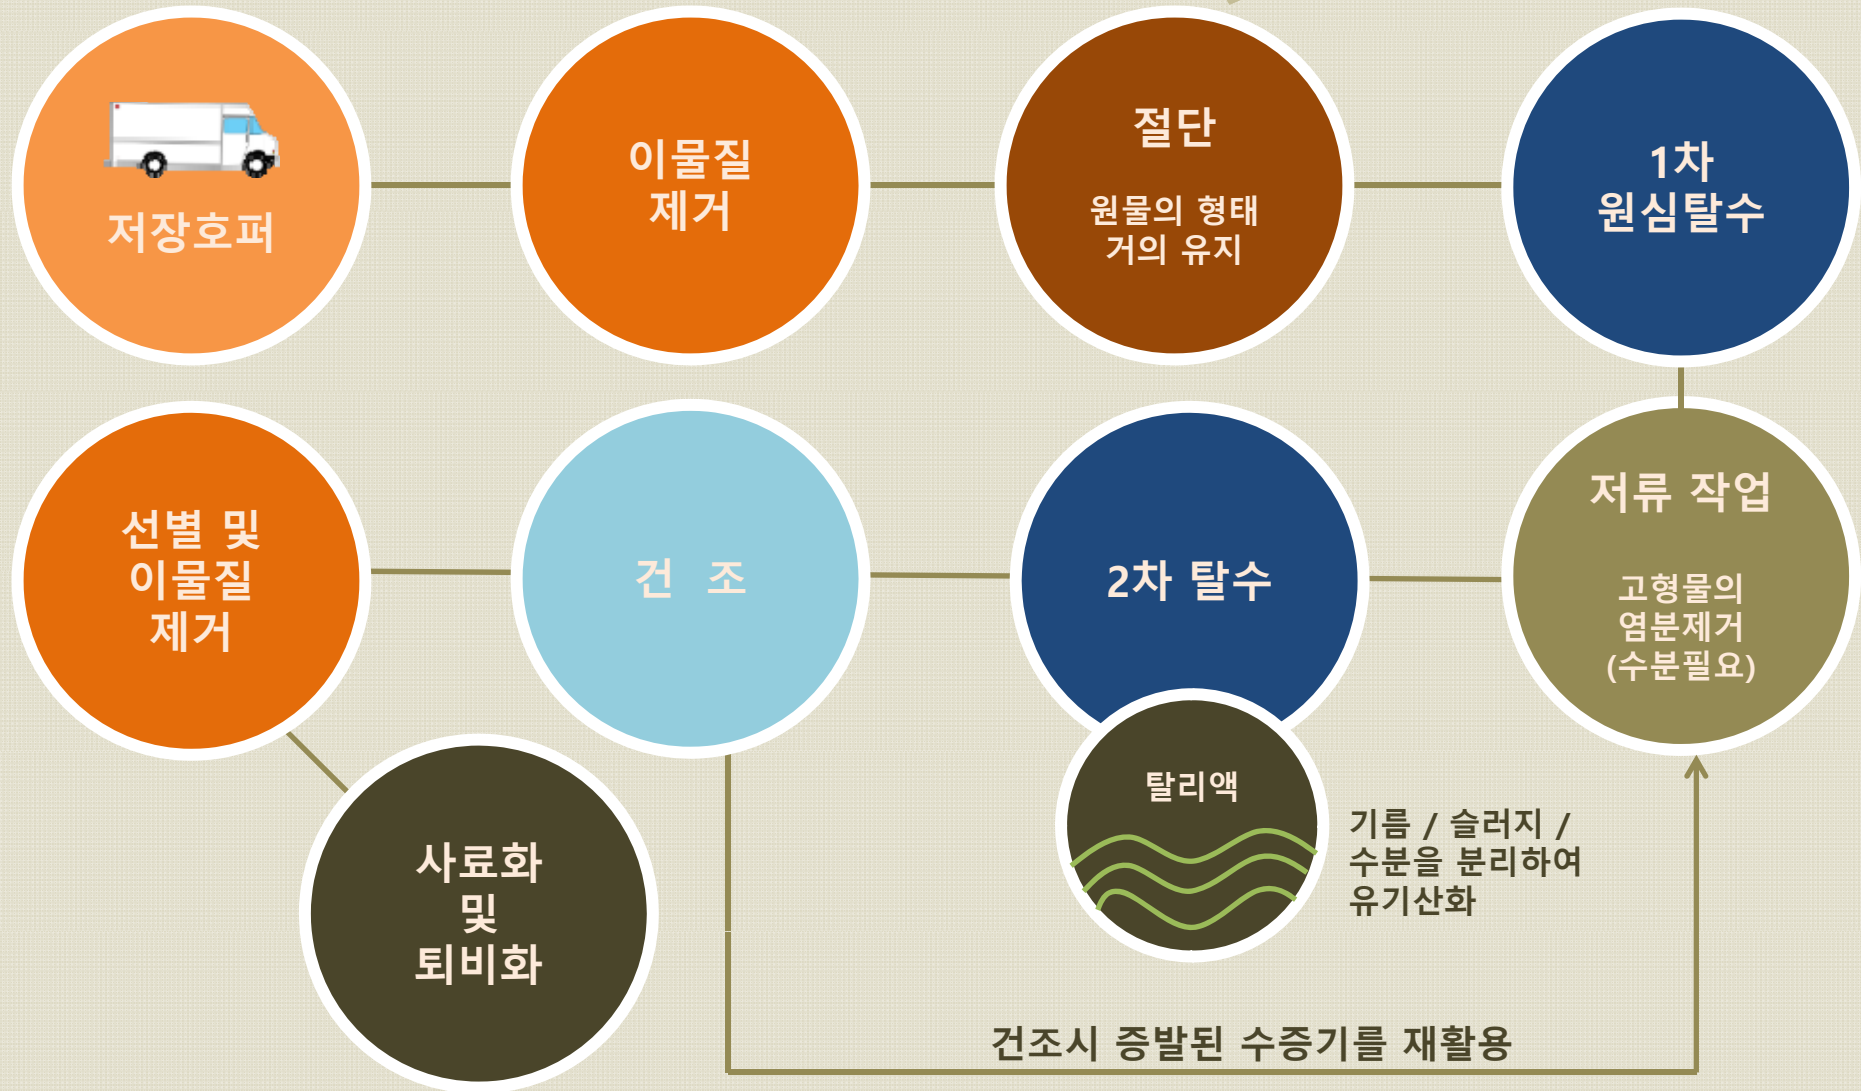 저장호퍼
이물질
제거
절단
원물의 형태
거의 유지
1차
원심탈수
저류 작업
고형물의
염분제거
(수분필요)
2차 탈수
탈리액
기름 / 슬러지 /
수분을 분리하여
유기산화
건 조
건조시 증발된 수증기를 재활용
선별 및
이물질
제거
사료화
및
퇴비화